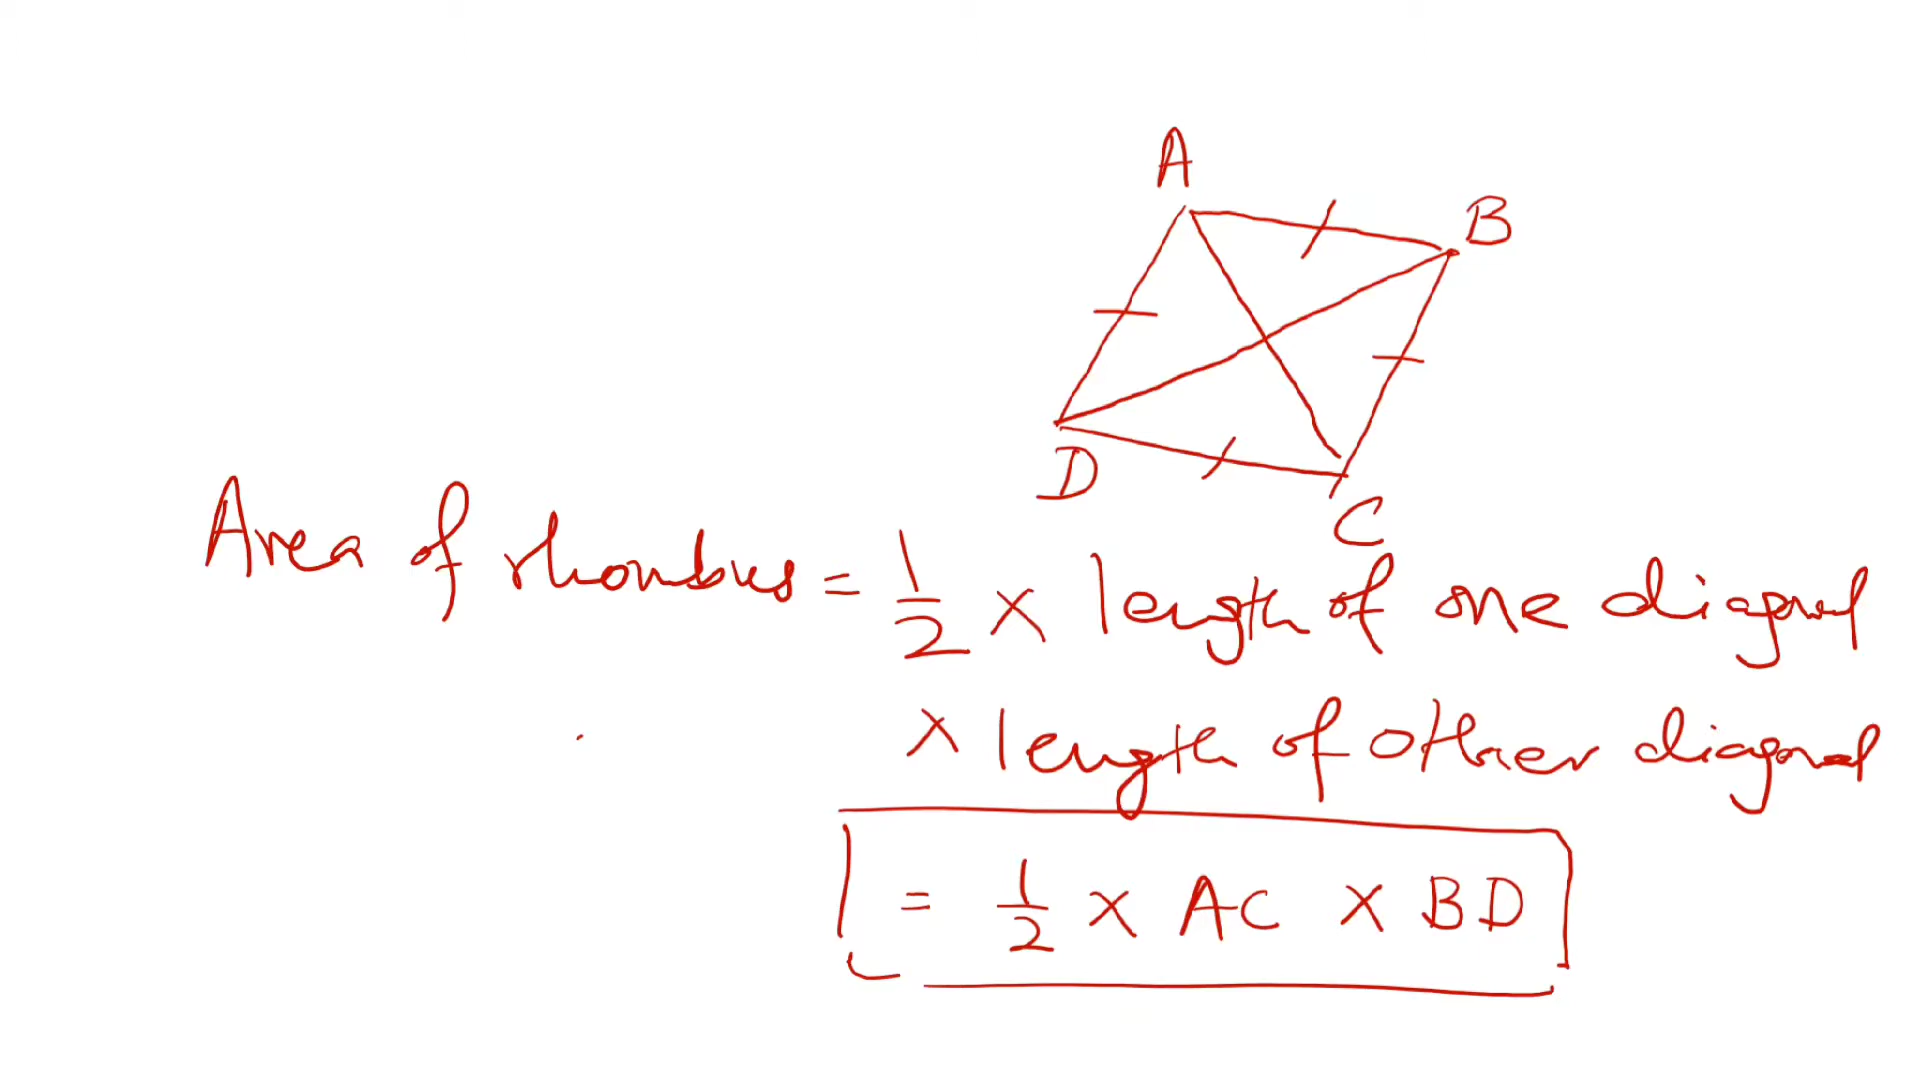 A
B
D
C
Area of rhombus = 1/2 × length of one diagonal
× length of other diagonal
= 1/2 × AC × BD